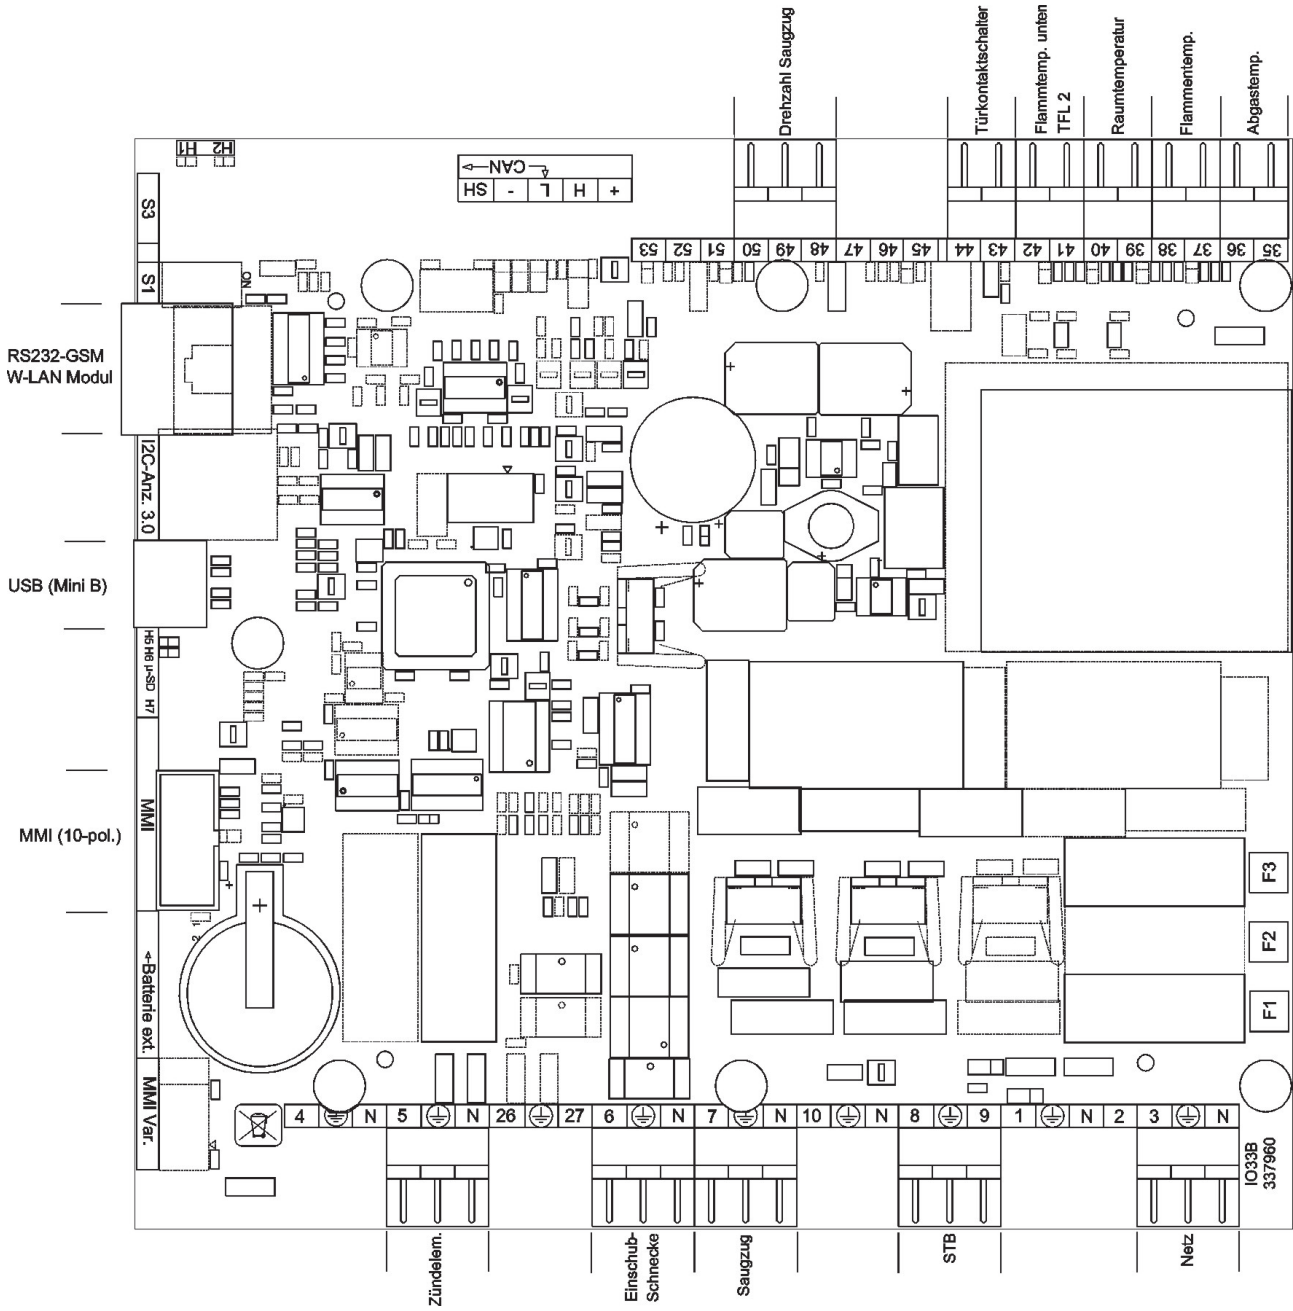 Drehzahl Saugzug
Türkontaktschalter
Flammtemp. unten
TFL 2
Raumtemperatur
Flammentemp.
Abgastemp.
H1
H2
CAN
SH - L H +
53 52 51 50 49 48 47 46 45 44 43 42 41 40 39 38 37 36 35
S3
S1
ON
RS232-GSM
W-LAN Modul
I2C-Anz. 3.0
USB (Mini B)
H5 H6 µ-SD H7
MMI
MMI (10-pol.)
1
2
<-Batterie ext.
MMI Var.
F3
F2
F1
4 N 5 N 26 27 6 N 7 N 10 N 8 9 1 N 2 3 N
IO33B
337960
Zündelem.
Einschub-
Schnecke
Saugzug
STB
Netz